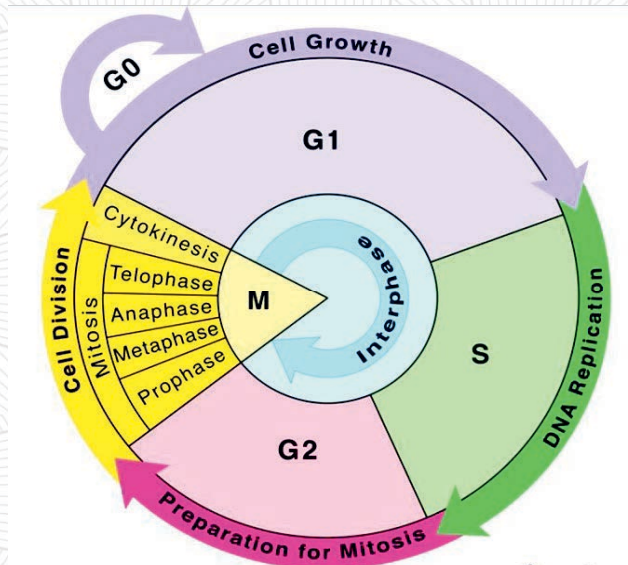 G0
Cell Growth
G1
Cytokinesis
Telophase
Anaphase
Metaphase
Prophase
Mitosis
Cell Division
M
Interphase
S
DNA Replication
G2
Preparation for Mitosis